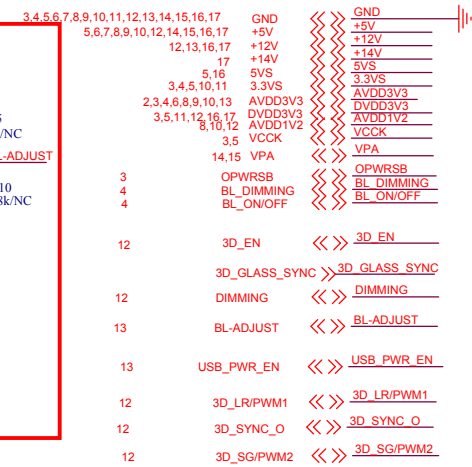 3,4,5,6,7,8,9,10,11,12,13,14,15,16,17 GND GND
5,6,7,8,9,10,12,14,15,16,17 +5V +5V
12,13,16,17 +12V +12V
17 +14V +14V
5,16 5VS 5VS
3,4,5,10,11 3.3VS 3.3VS
2,3,4,6,8,9,10,13 AVDD3V3 AVDD3V3
3,5,11,12,16,17 DVDD3V3 DVDD3V3
8,10,12 AVDD1V2 AVDD1V2
3,5 VCCK VCCK
/NC
L-ADJUST
14,15 VPA VPA
3 OPWRSB OPWRSB
10
4 BL_DIMMING BL_DIMMING
8k/NC
4 BL_ON/OFF BL_ON/OFF
12 3D_EN 3D_EN
3D_GLASS_SYNC 3D_GLASS_SYNC
12 DIMMING DIMMING
13 BL-ADJUST BL-ADJUST
13 USB_PWR_EN USB_PWR_EN
12 3D_LR/PWM1 3D_LR/PWM1
12 3D_SYNC_O 3D_SYNC_O
12 3D_SG/PWM2 3D_SG/PWM2